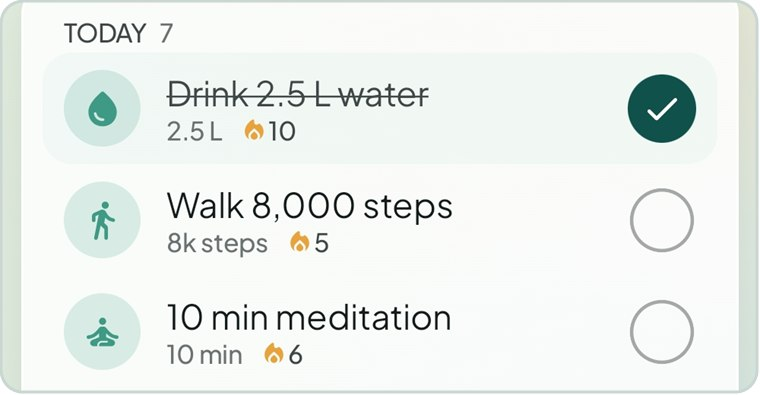 TODAY 7
Drink 2.5 L water
2.5 L 10
Walk 8,000 steps
8k steps 5
10 min meditation
10 min 6